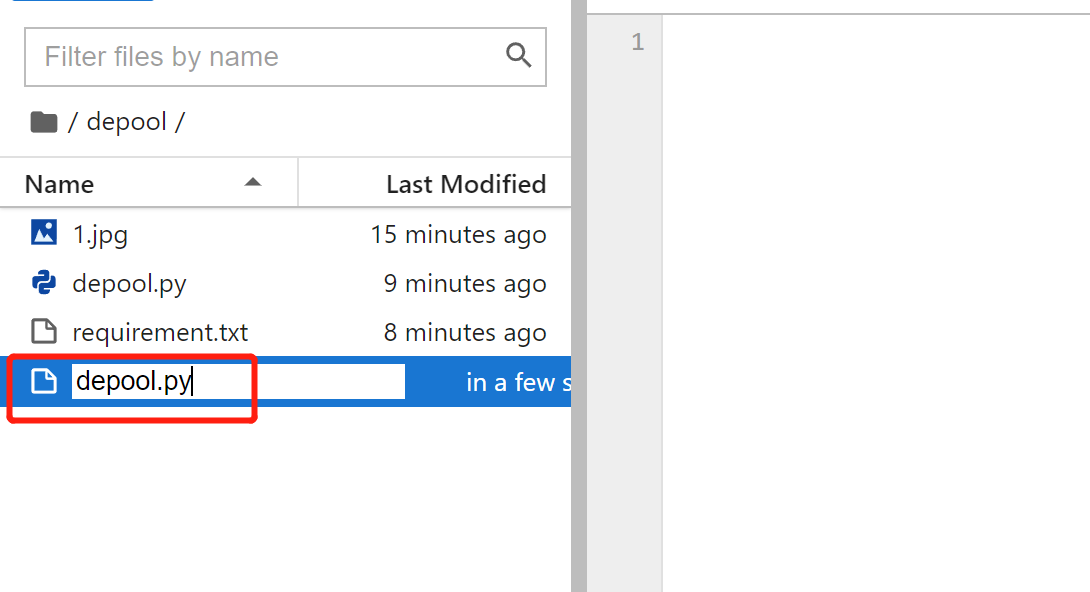 Filter files by name
1
/ depool /
Name Last Modified
1.jpg 15 minutes ago
depool.py 9 minutes ago
requirement.txt 8 minutes ago
depool.py in a few s